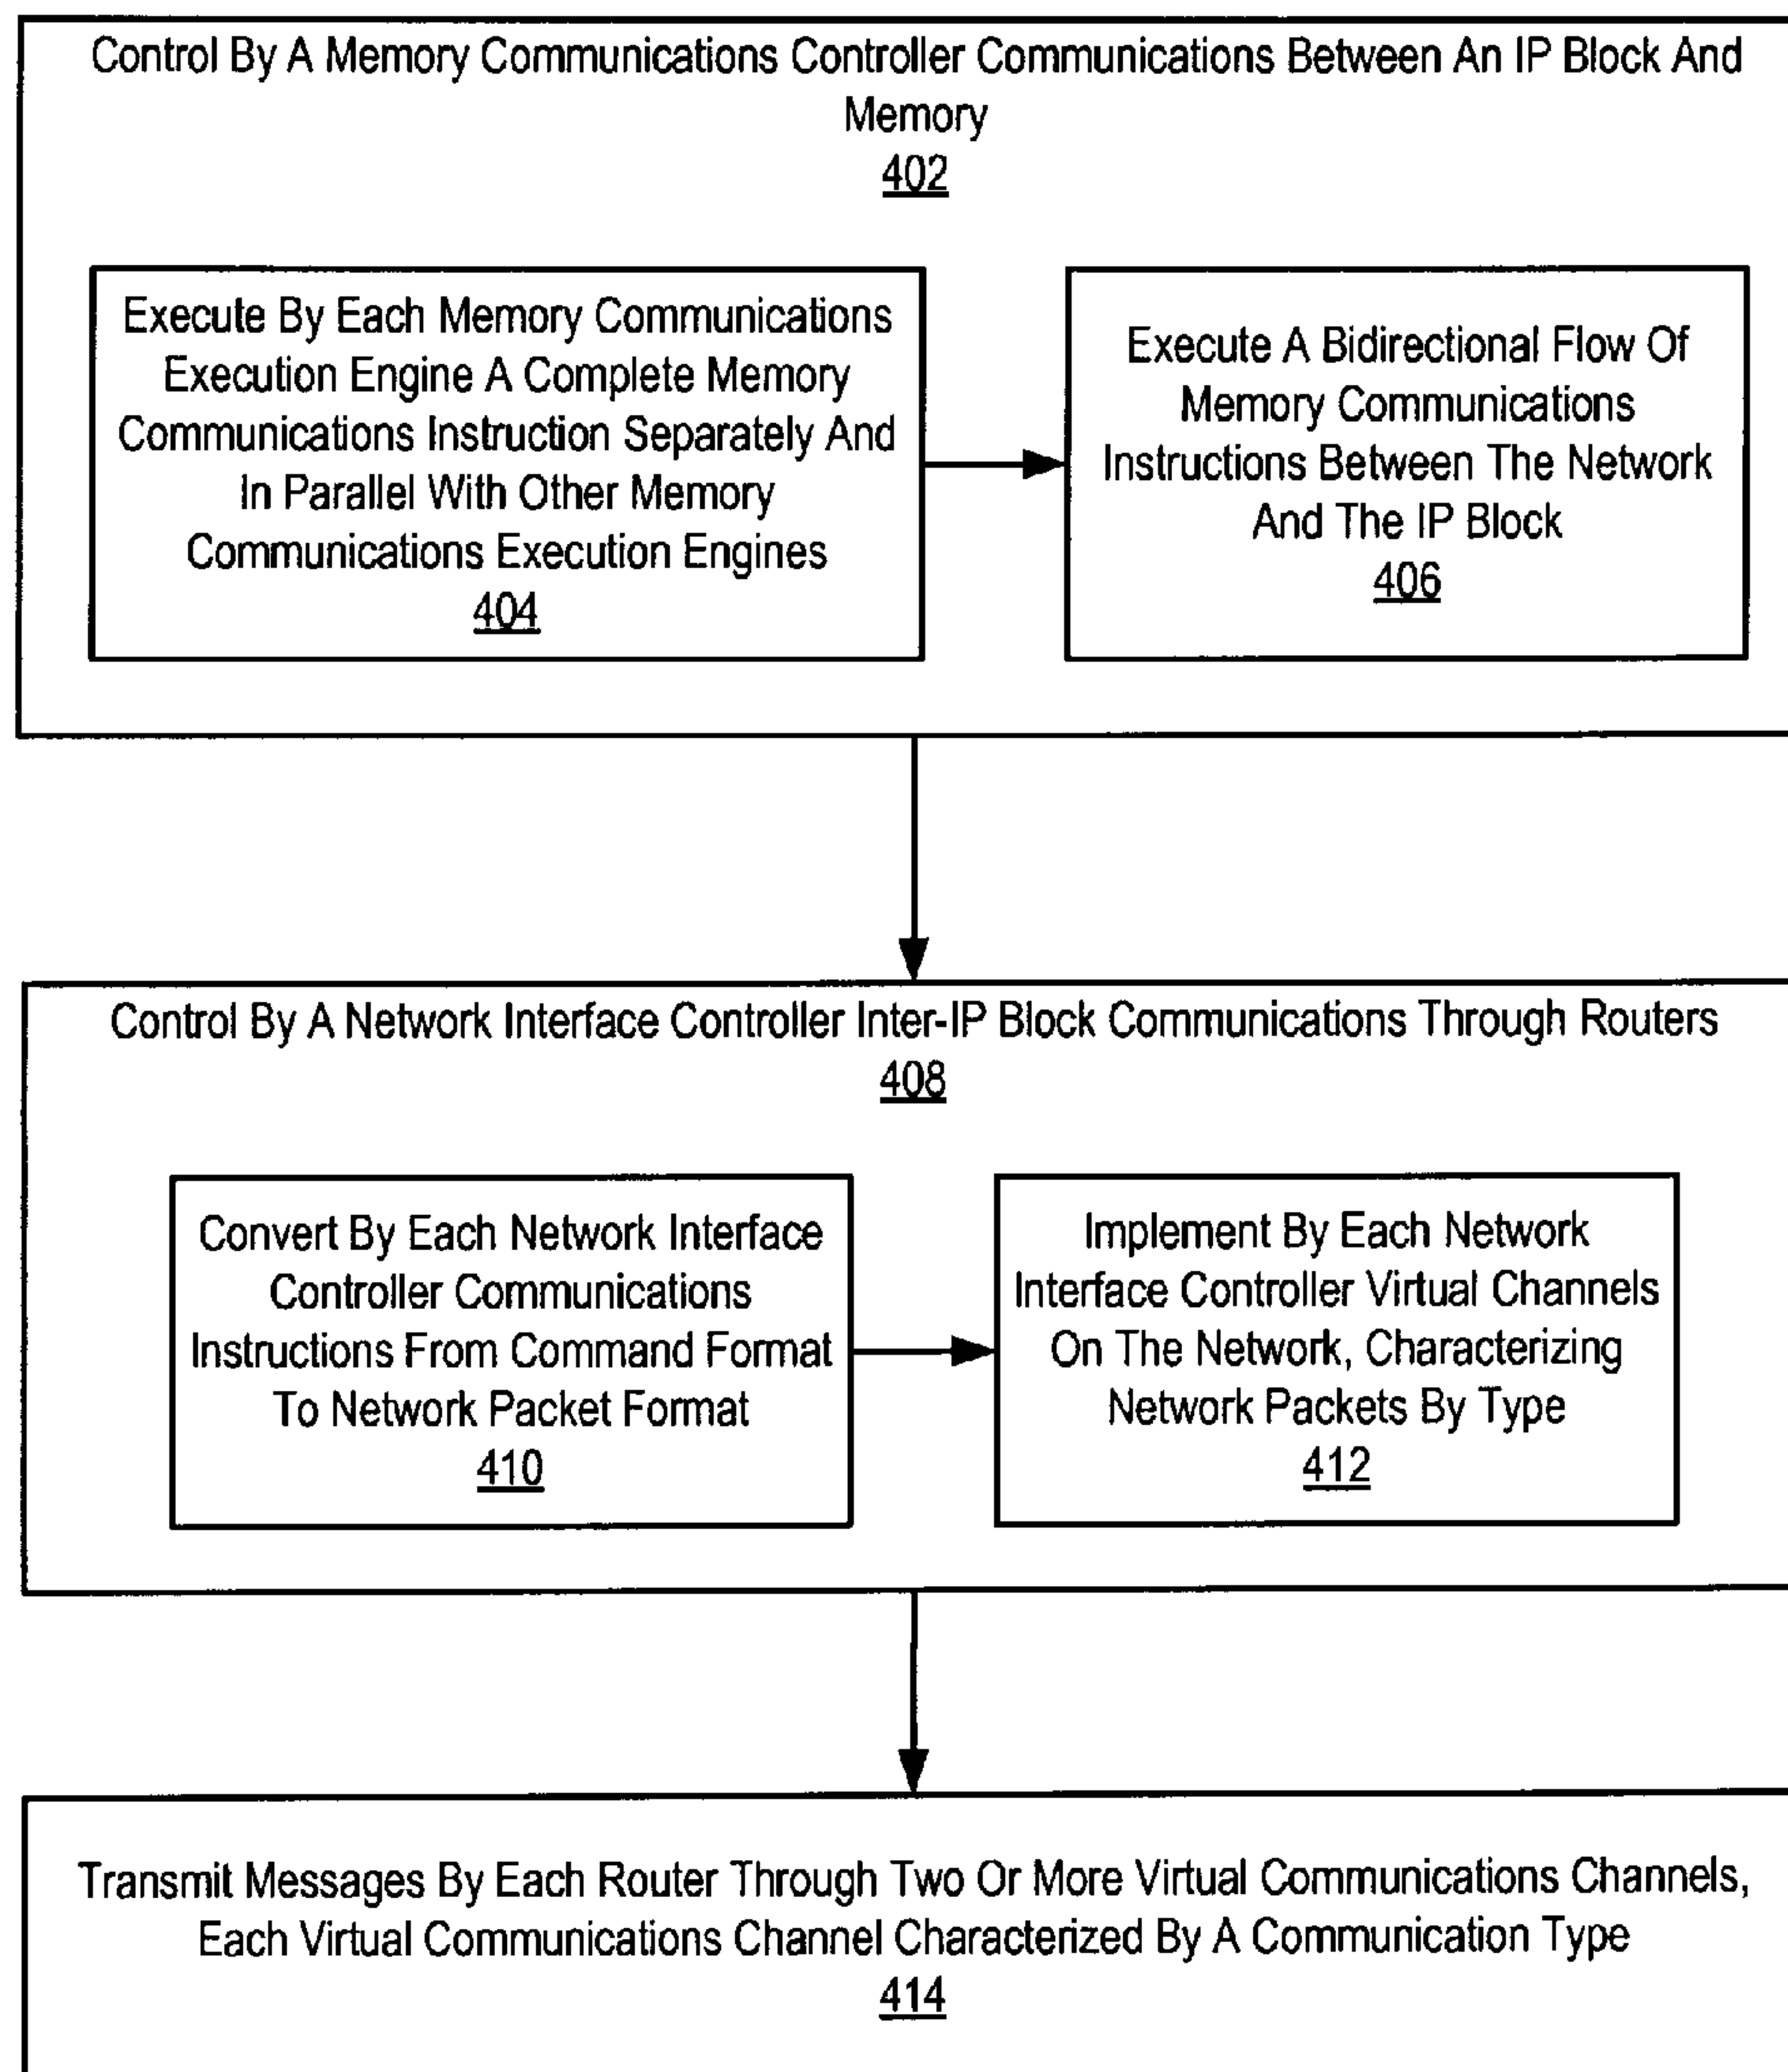 Control By A Memory Communications Controller Communications Between An IP Block And
Memory
402
Execute By Each Memory Communications
Execution Engine A Complete Memory
Communications Instruction Separately And
In Parallel With Other Memory
Communications Execution Engines
404
Execute A Bidirectional Flow Of
Memory Communications
Instructions Between The Network
And The IP Block
406
Control By A Network Interface Controller Inter-IP Block Communications Through Routers
408
Convert By Each Network Interface
Controller Communications
Instructions From Command Format
To Network Packet Format
410
Implement By Each Network
Interface Controller Virtual Channels
On The Network, Characterizing
Network Packets By Type
412
Transmit Messages By Each Router Through Two Or More Virtual Communications Channels,
Each Virtual Communications Channel Characterized By A Communication Type
414